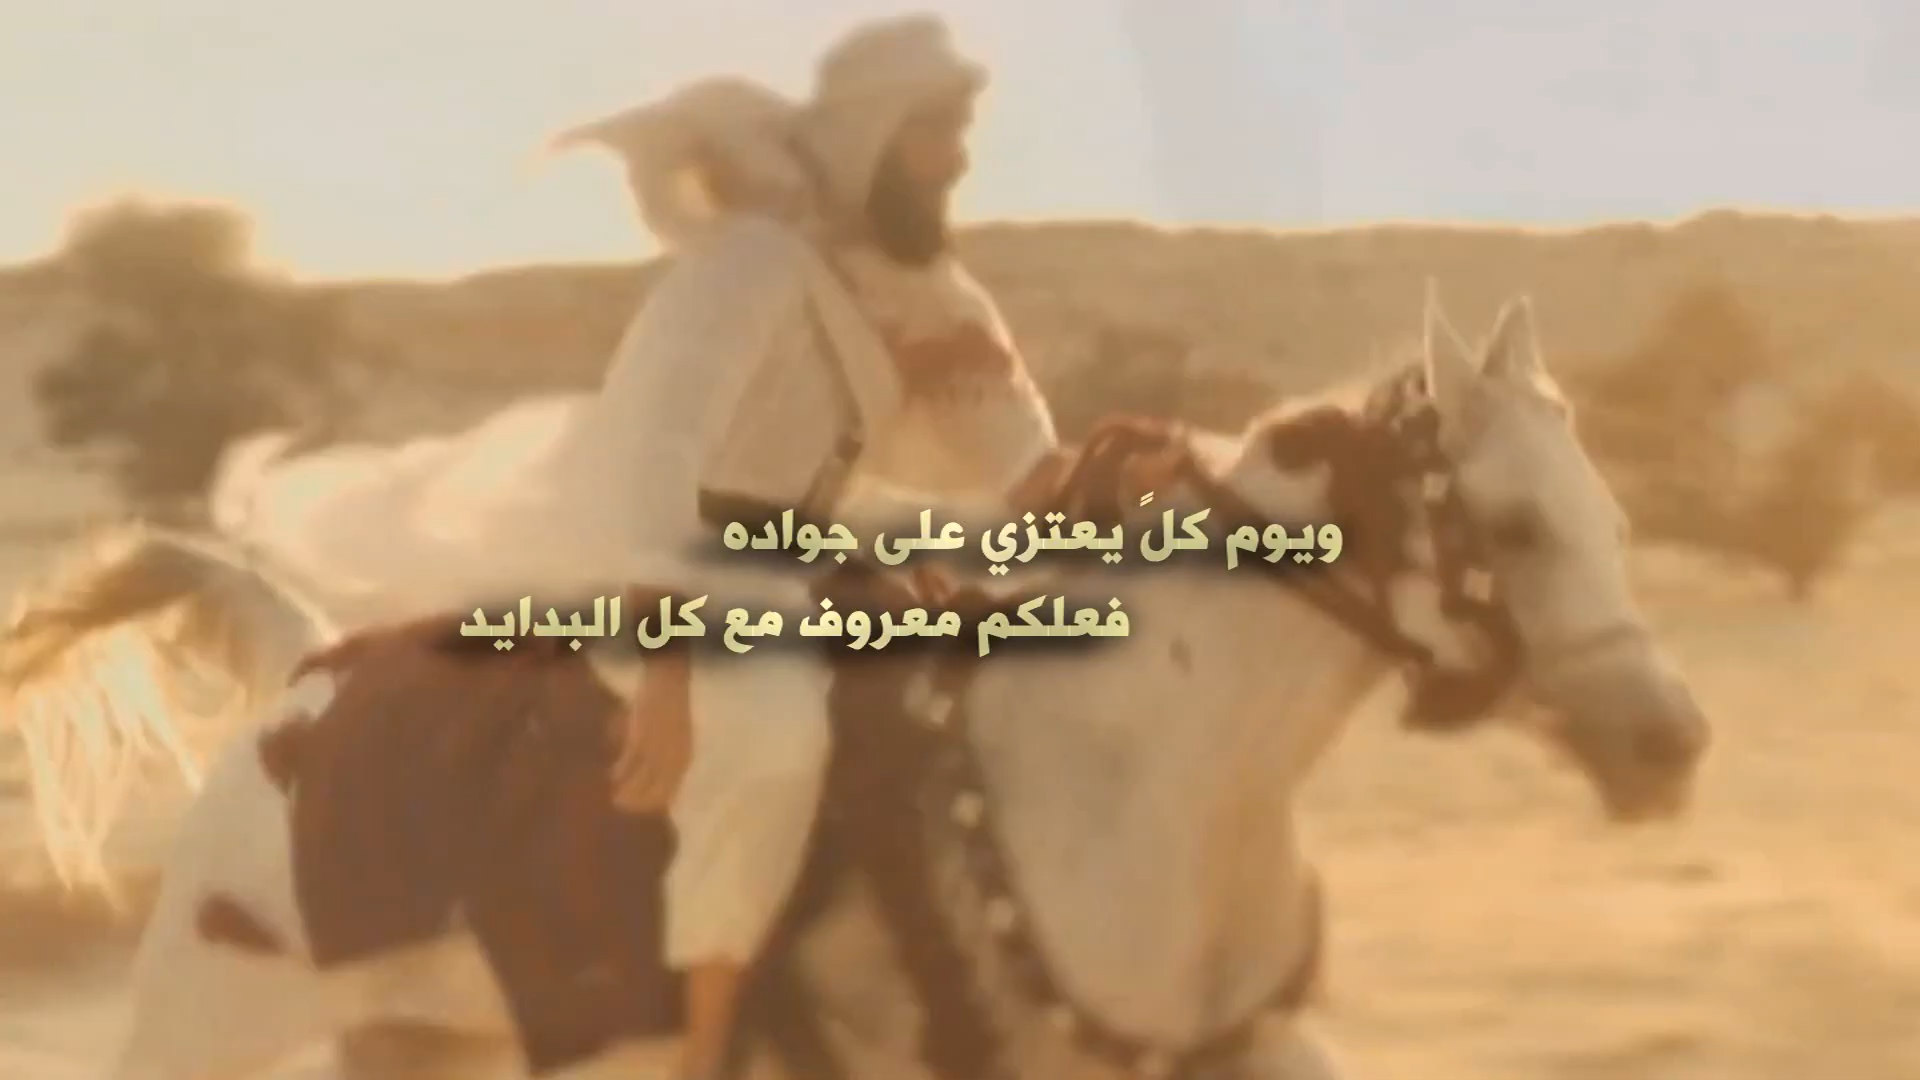 ويوم كلً يعتزي على جواده
فعلكم معروف مع كل البدايد